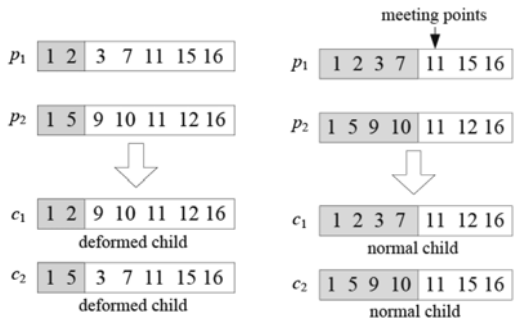 p1 1 2 3 7 11 15 16
p2 1 5 9 10 11 12 16
c1 1 2 9 10 11 12 16
deformed child
c2 1 5 3 7 11 15 16
deformed child
meeting points
p1 1 2 3 7 11 15 16
p2 1 5 9 10 11 12 16
c1 1 2 3 7 11 12 16
normal child
c2 1 5 9 10 11 15 16
normal child